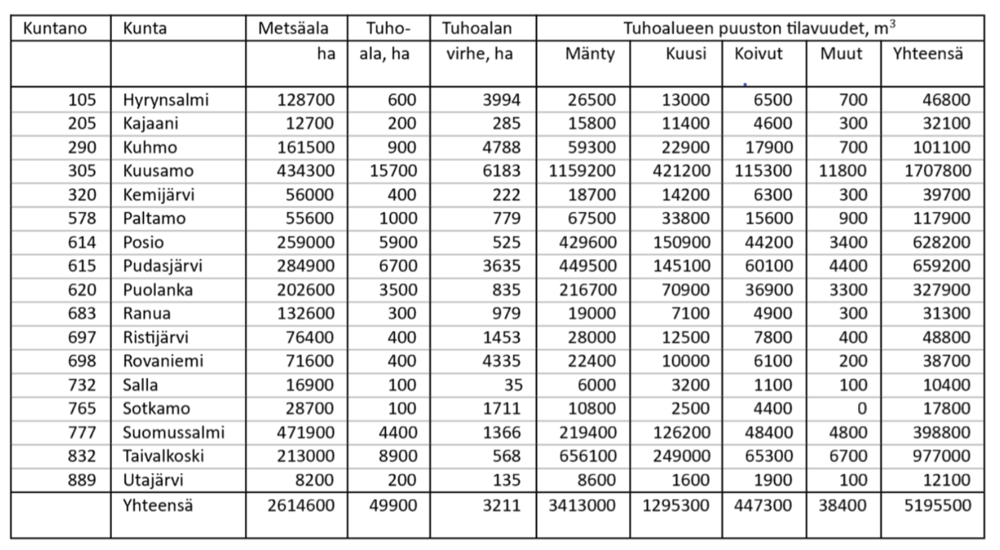 Kuntano Kunta Metsäala Tuho- Tuhoalan Tuhoalueen puuston tilavuudet, m³
ha ala, ha virhe, ha Mänty Kuusi Koivut Muut Yhteensä
105 Hyrynsalmi 128700 600 3994 26500 13000 6500 700 46800
205 Kajaani 12700 200 285 15800 11400 4600 300 32100
290 Kuhmo 161500 900 4788 59300 22900 17900 700 101100
305 Kuusamo 434300 15700 6183 1159200 421200 115300 11800 1707800
320 Kemijärvi 56000 400 222 18700 14200 6300 300 39700
578 Paltamo 55600 1000 779 67500 33800 15600 900 117900
614 Posio 259000 5900 525 429600 150900 44200 3400 628200
615 Pudasjärvi 284900 6700 3635 449500 145100 60100 4400 659200
620 Puolanka 202600 3500 835 216700 70900 36900 3300 327900
683 Ranua 132600 300 979 19000 7100 4900 300 31300
697 Ristijärvi 76400 400 1453 28000 12500 7800 400 48800
698 Rovaniemi 71600 400 4335 22400 10000 6100 200 38700
732 Salla 16900 100 35 6000 3200 1100 100 10400
765 Sotkamo 28700 100 1711 10800 2500 4400 0 17800
777 Suomussalmi 471900 4400 1366 219400 126200 48400 4800 398800
832 Taivalkoski 213000 8900 568 656100 249000 65300 6700 977000
889 Utajärvi 8200 200 135 8600 1600 1900 100 12100
Yhteensä 2614600 49900 3211 3413000 1295300 447300 38400 5195500